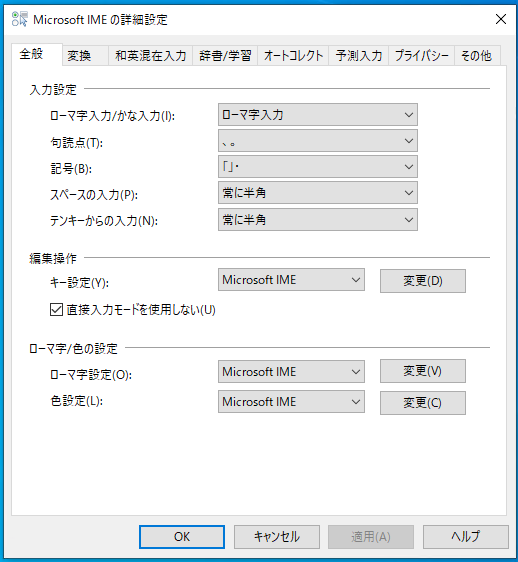 Microsoft IME の詳細設定
全般 変換 和英混在入力 辞書/学習 オートコレクト 予測入力 プライバシー その他
入力設定
ローマ字入力/かな入力(I): ローマ字入力
句読点(T): 、。
記号(B): 「」・
スペースの入力(P): 常に半角
テンキーからの入力(N): 常に半角
編集操作
キー設定(Y): Microsoft IME 変更(D)
直接入力モードを使用しない(U)
ローマ字/色の設定
ローマ字設定(O): Microsoft IME 変更(V)
色設定(L): Microsoft IME 変更(C)
OK キャンセル 適用(A) ヘルプ